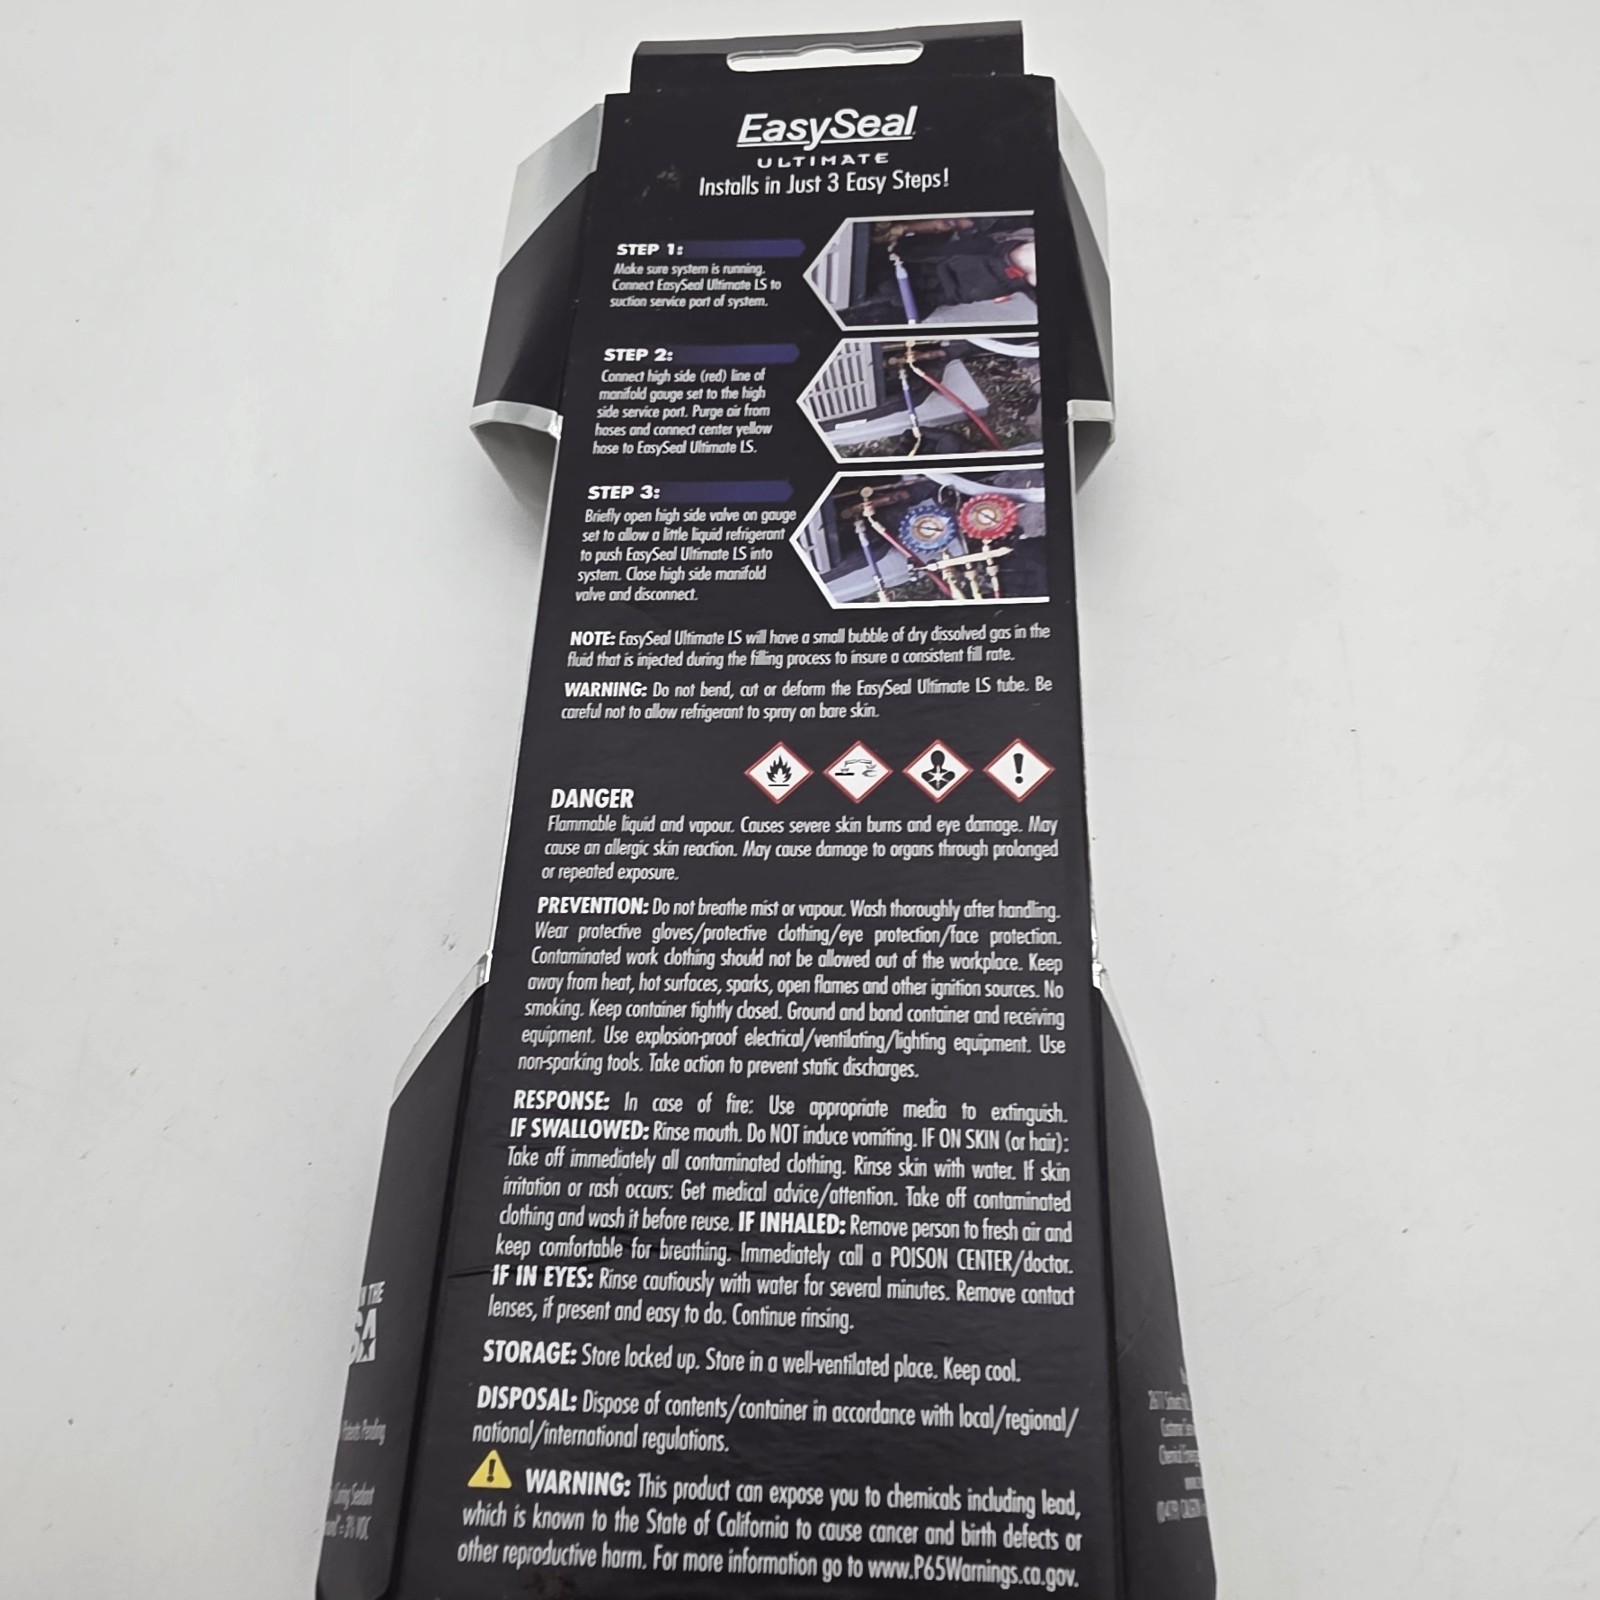 EasySeal
ULTIMATE
Installs in Just 3 Easy Steps!
STEP 1:
Make sure system is running.
Connect EasySeal Ultimate LS to
suction service port of system.
STEP 2:
Connect high side (red) line of
manifold gauge set to the high
side service port. Purge air from
hoses and connect center yellow
hose to EasySeal Ultimate LS.
STEP 3:
Briefly open high side valve on gauge
set to allow a little liquid refrigerant
to push EasySeal Ultimate LS into
system. Close high side manifold
valve and disconnect.
NOTE: EasySeal Ultimate LS will have a small bubble of dry dissolved gas in the
fluid that is injected during the filling process to insure a consistent fill rate.
WARNING: Do not bend, cut or deform the EasySeal Ultimate LS tube. Be
careful not to allow refrigerant to spray on bare skin.
DANGER
Flammable liquid and vapour. Causes severe skin burns and eye damage. May
cause an allergic skin reaction. May cause damage to organs through prolonged
or repeated exposure.
PREVENTION: Do not breathe mist or vapour. Wash thoroughly after handling.
Wear protective gloves/protective clothing/eye protection/face protection.
Contaminated work clothing should not be allowed out of the workplace. Keep
away from heat, hot surfaces, sparks, open flames and other ignition sources. No
smoking. Keep container tightly closed. Ground and bond container and receiving
equipment. Use explosion-proof electrical/ventilating/lighting equipment. Use
non-sparking tools. Take action to prevent static discharges.
RESPONSE: In case of fire: Use appropriate media to extinguish.
IF SWALLOWED: Rinse mouth. Do NOT induce vomiting. IF ON SKIN (or hair):
Take off immediately all contaminated clothing. Rinse skin with water. If skin
irritation or rash occurs: Get medical advice/attention. Take off contaminated
clothing and wash it before reuse. IF INHALED: Remove person to fresh air and
keep comfortable for breathing. Immediately call a POISON CENTER/doctor.
IF IN EYES: Rinse cautiously with water for several minutes. Remove contact
lenses, if present and easy to do. Continue rinsing.
STORAGE: Store locked up. Store in a well-ventilated place. Keep cool.
DISPOSAL: Dispose of contents/container in accordance with local/regional/
national/international regulations.
WARNING: This product can expose you to chemicals including lead,
which is known to the State of California to cause cancer and birth defects or
other reproductive harm. For more information go to www.P65Warnings.ca.gov.
THE
Patents Pending
Curing Sealant
= 3% VOC